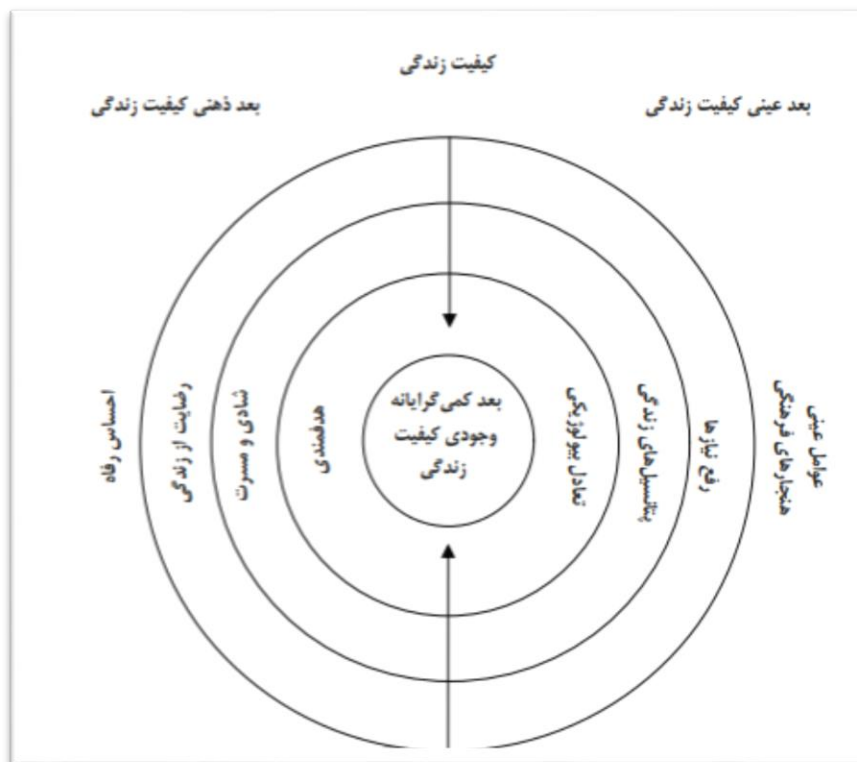 کیفیت زندگی
بعد عینی کیفیت زندگی
بعد ذهنی کیفیت زندگی
عوامل عینی
هنجارهای فرهنگی
رفع نیازها
پتانسیل‌های زندگی
تعادل بیولوژیکی
بعد کمی‌گرایانه
وجودی کیفیت
زندگی
هدفمندی
شادی و مسرت
رضایت از زندگی
احساس رفاه